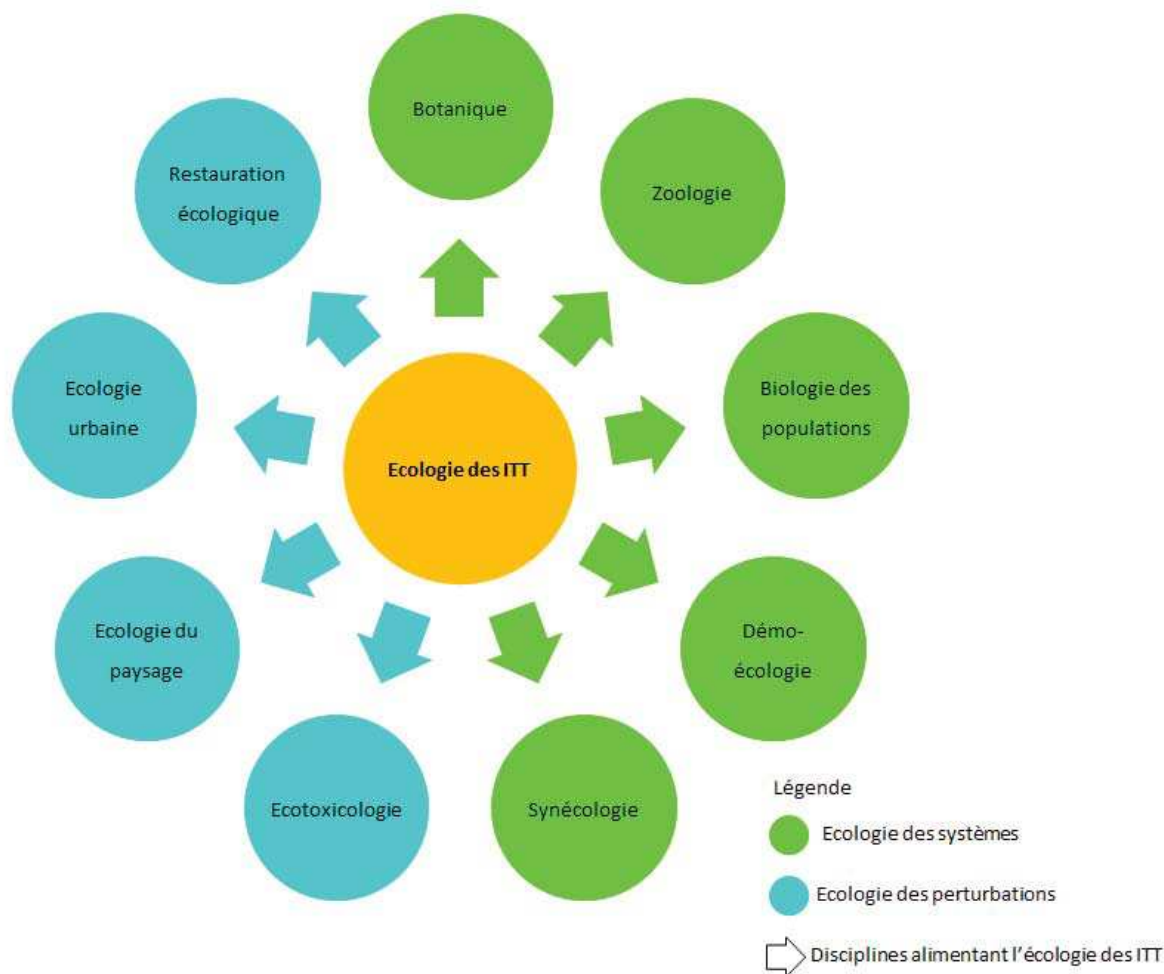 Botanique
Zoologie
Biologie des
populations
Démo-
écologie
Synécologie
Ecotoxicologie
Ecologie du
paysage
Ecologie
urbaine
Restauration
écologique
Ecologie des ITT
Légende
Ecologie des systèmes
Ecologie des perturbations
Disciplines alimentant l'écologie des ITT